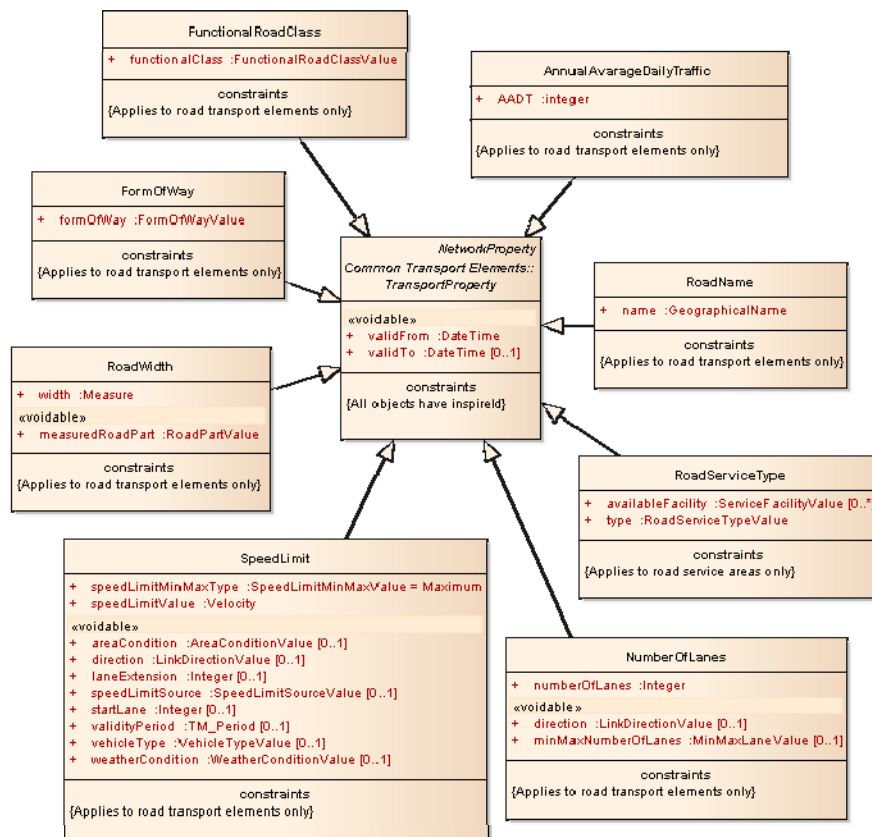 FunctionalRoadClass
+ functionalClass :FunctionalRoadClassValue
constraints
{Applies to road transport elements only}
AnnualAvarageDailyTraffic
+ AADT :integer
constraints
{Applies to road transport elements only}
FormOfWay
+ formOfWay :FormOfWayValue
constraints
{Applies to road transport elements only}
NetworkProperty
Common Transport Elements::
TransportProperty
«voidable»
+ validFrom :DateTime
+ validTo :DateTime [0..1]
constraints
{All objects have inspireId}
RoadName
+ name :GeographicalName
constraints
{Applies to road transport elements only}
RoadWidth
+ width :Measure
«voidable»
+ measuredRoadPart :RoadPartValue
constraints
{Applies to road transport elements only}
RoadServiceType
+ availableFacility :ServiceFacilityValue [0..*]
+ type :RoadServiceTypeValue
constraints
{Applies to road service areas only}
SpeedLimit
+ speedLimitMinMaxType :SpeedLimitMinMaxValue = Maximum
+ speedLimitValue :Velocity
«voidable»
+ areaCondition :AreaConditionValue [0..1]
+ direction :LinkDirectionValue [0..1]
+ laneExtension :Integer [0..1]
+ speedLimitSource :SpeedLimitSourceValue [0..1]
+ startLane :Integer [0..1]
+ validityPeriod :TM_Period [0..1]
+ vehicleType :VehicleTypeValue [0..1]
+ weatherCondition :WeatherConditionValue [0..1]
constraints
{Applies to road transport elements only}
NumberOfLanes
+ numberOfLanes :Integer
«voidable»
+ direction :LinkDirectionValue [0..1]
+ minMaxNumberOfLanes :MinMaxLaneValue [0..1]
constraints
{Applies to road transport elements only}